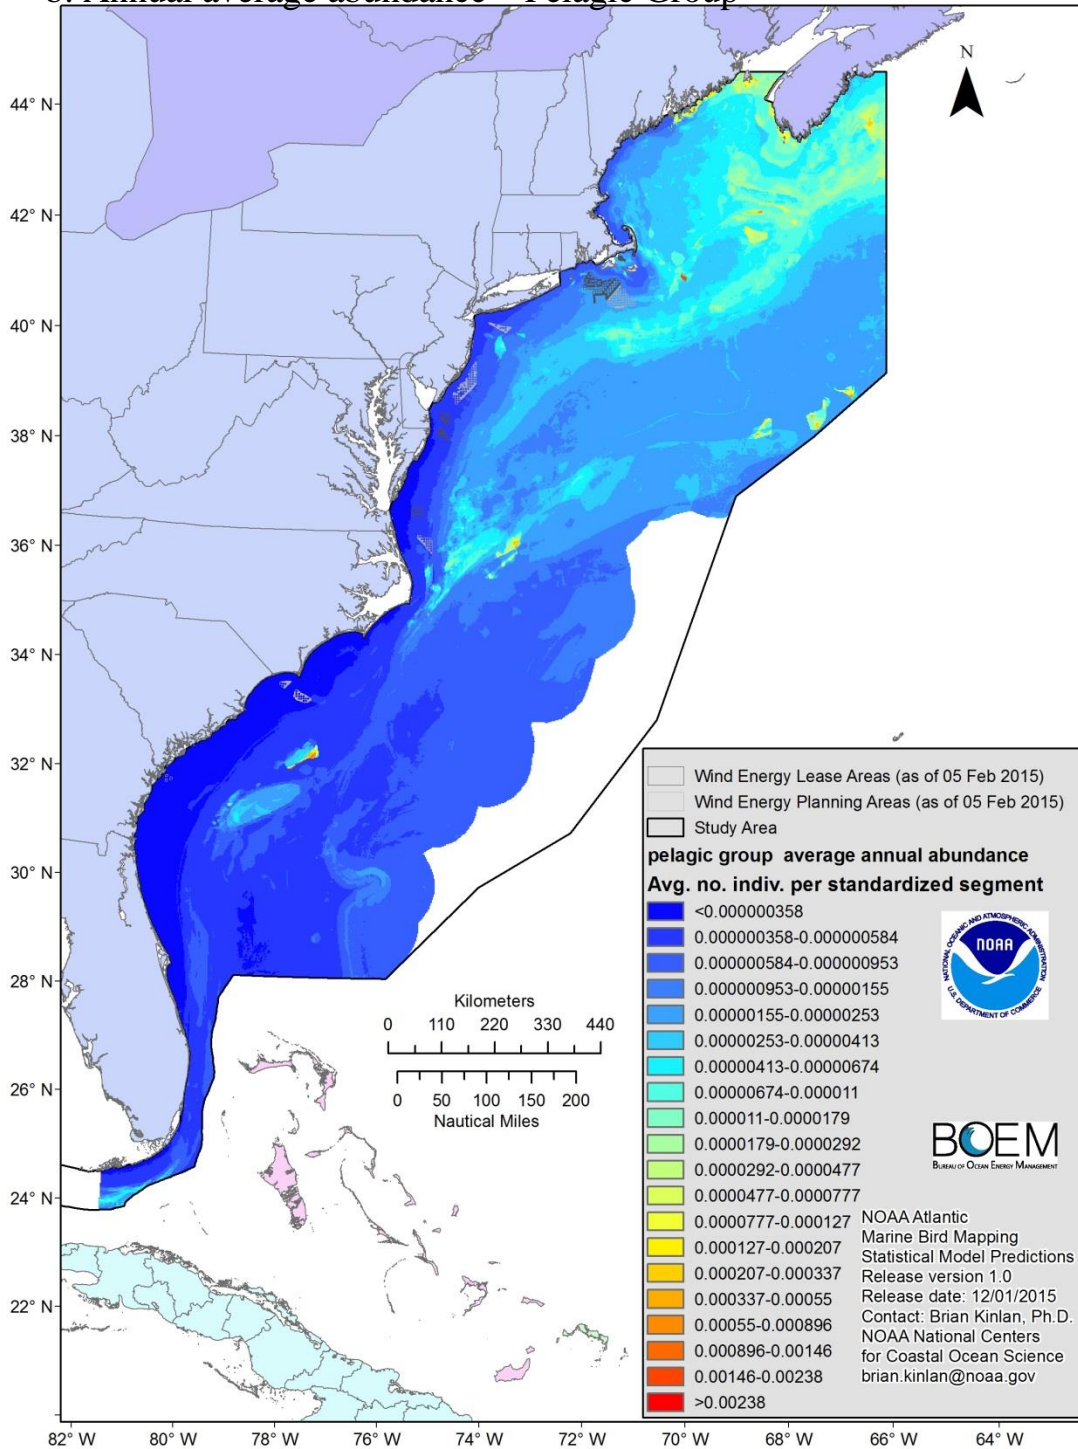 b. Annual average abundance – Pelagic Group
N
44° N
42° N
40° N
38° N
36° N
34° N
32° N
30° N
28° N
26° N
24° N
22° N
Kilometers
0 110 220 330 440
0 50 100 150 200
Nautical Miles
Wind Energy Lease Areas (as of 05 Feb 2015)
Wind Energy Planning Areas (as of 05 Feb 2015)
Study Area
pelagic group average annual abundance
Avg. no. indiv. per standardized segment
<0.000000358
0.000000358-0.000000584
0.000000584-0.000000953
0.000000953-0.00000155
0.00000155-0.00000253
0.00000253-0.00000413
0.00000413-0.00000674
0.00000674-0.000011
0.000011-0.0000179
0.0000179-0.0000292
0.0000292-0.0000477
0.0000477-0.0000777
0.0000777-0.000127
0.000127-0.000207
0.000207-0.000337
0.000337-0.00055
0.00055-0.000896
0.000896-0.00146
0.00146-0.00238
>0.00238
NATIONAL OCEANIC AND ATMOSPHERIC ADMINISTRATION
NOAA
U.S. DEPARTMENT OF COMMERCE
BOEM
BUREAU OF OCEAN ENERGY MANAGEMENT
NOAA Atlantic
Marine Bird Mapping
Statistical Model Predictions
Release version 1.0
Release date: 12/01/2015
Contact: Brian Kinlan, Ph.D.
NOAA National Centers
for Coastal Ocean Science
brian.kinlan@noaa.gov
82° W 80° W 78° W 76° W 74° W 72° W 70° W 68° W 66° W 64° W